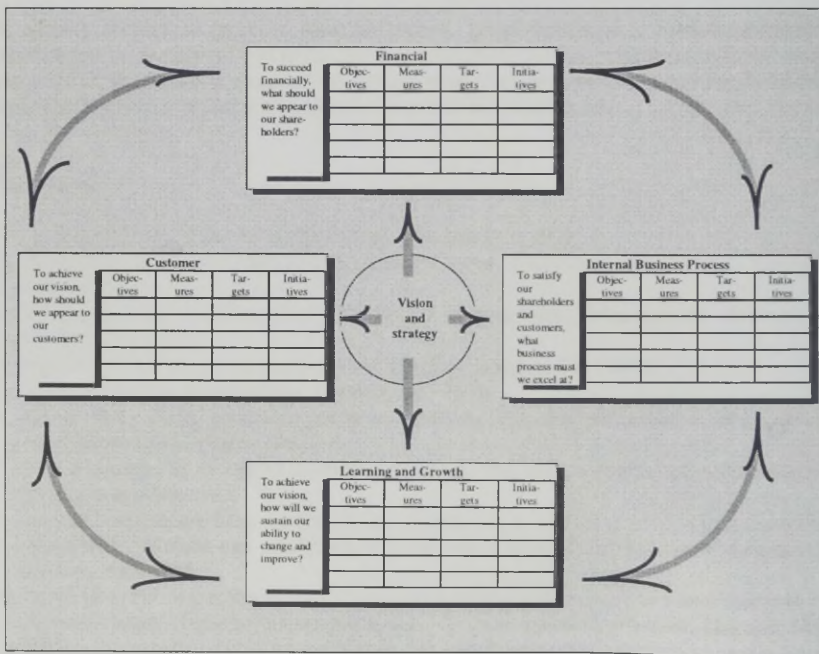 Financial
To succeed
financially,
what should
we appear to
our share-
holders?
Objec- Meas- Tar- Initia-
tives ures gets tives
Customer
To achieve
our vision,
how should
we appear to
our
customers?
Objec- Meas- Tar- Initia-
tives ures gets tives
Vision
and
strategy
Internal Business Process
To satisfy
our
shareholders
and
customers,
what
business
process must
we excel at?
Objec- Meas- Tar- Initia-
tives ures gets tives
Learning and Growth
To achieve
our vision,
how will we
sustain our
ability to
change and
improve?
Objec- Meas- Tar- Initia-
tives ures gets tives